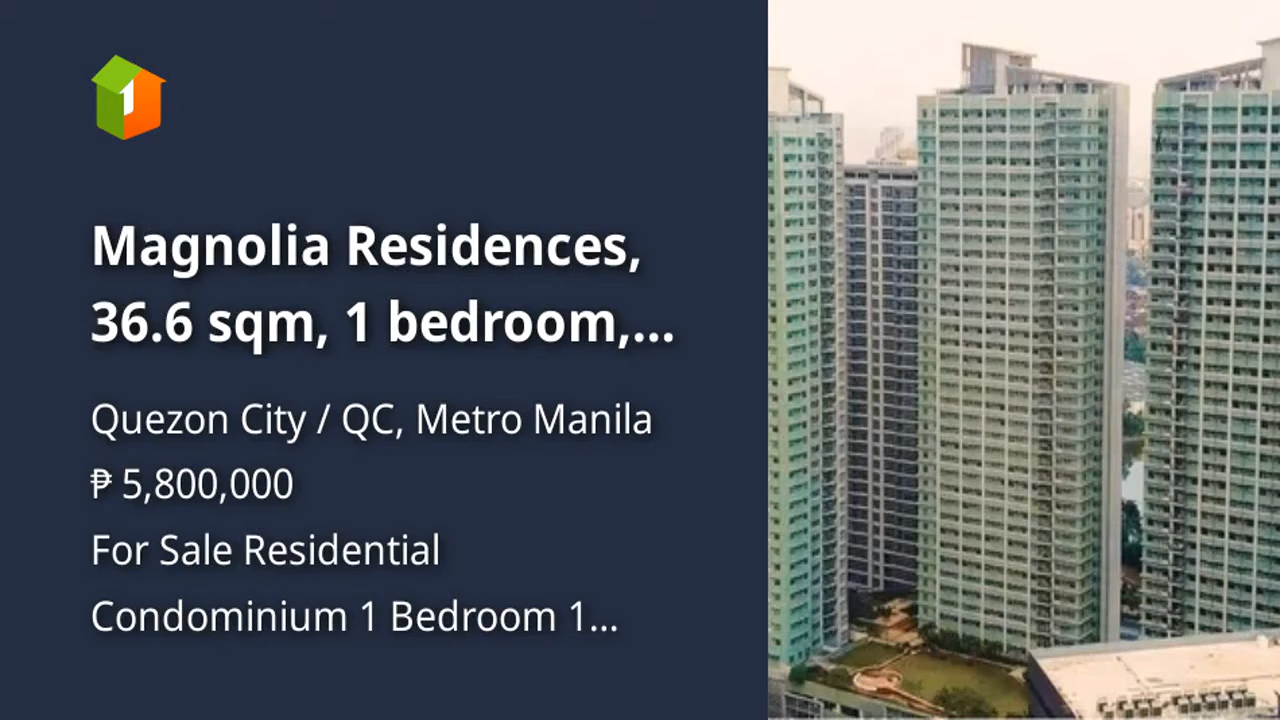 Magnolia Residences,
36.6 sqm, 1 bedroom,...
Quezon City / QC, Metro Manila
₱ 5,800,000
For Sale Residential
Condominium 1 Bedroom 1...